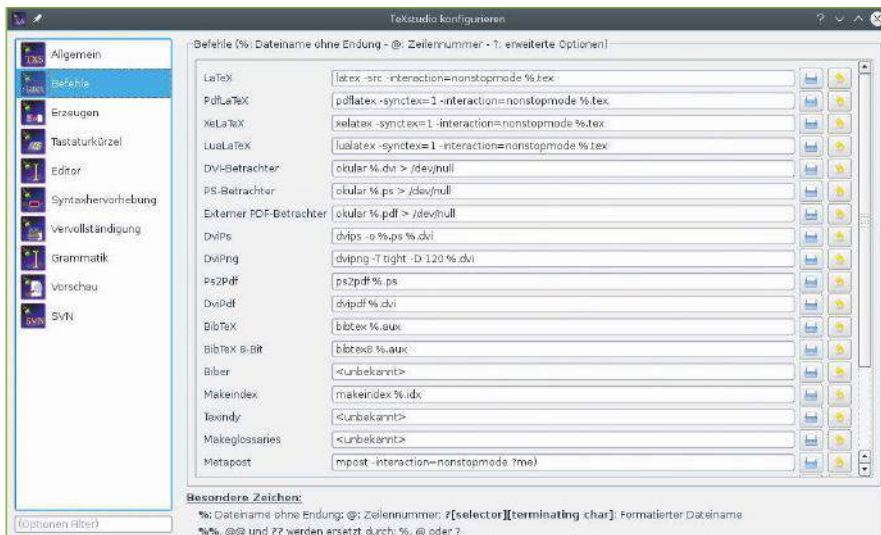 TeXstudio konfigurieren
Allgemein
Befehle
Erzeugen
Tastaturkürzel
Editor
Syntaxhervorhebung
Vervollständigung
Grammatik
Vorschau
SVN
(Optionen Filter)
Befehle (%: Dateiname ohne Endung - @: Zeilennummer - ?: erweiterte Optionen)
LaTeX latex -src -interaction=nonstopmode %.tex
PdfLaTeX pdflatex -synctex=1 -interaction=nonstopmode %.tex
XeLaTeX xelatex -synctex=1 -interaction=nonstopmode %.tex
LuaLaTeX lualatex -synctex=1 -interaction=nonstopmode %.tex
DVI-Betrachter okular %.dvi > /dev/null
PS-Betrachter okular %.ps > /dev/null
Externer PDF-Betrachter okular %.pdf > /dev/null
DviPs dvips -o %.ps %.dvi
DviPng dvipng -T tight -D 120 %.dvi
Ps2Pdf ps2pdf %.ps
DviPdf dvipdf %.dvi
BibTeX bibtex %.aux
BibTeX 8-Bit bibtex8 %.aux
Biber <unbekannt>
Makeindex makeindex %.idx
Texindy <unbekannt>
Makeglossaries <unbekannt>
Metapost mpost -interaction=nonstopmode ?me)
Besondere Zeichen:
%: Dateiname ohne Endung: @: Zeilennummer: ?[selector][terminating char]: Formatierter Dateiname
%%, @@ und ?? werden ersetzt durch: %, @ oder ?